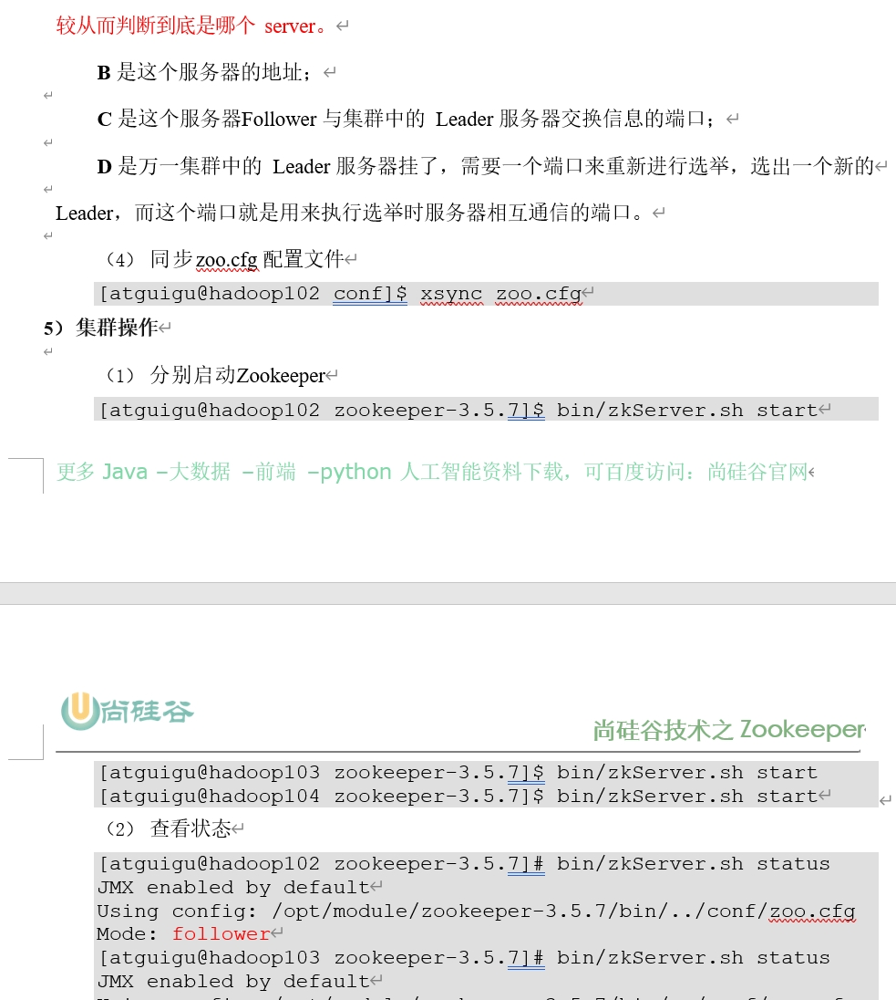 较从而判断到底是哪个 server。
B 是这个服务器的地址；
C 是这个服务器Follower 与集群中的 Leader 服务器交换信息的端口；
D 是万一集群中的 Leader 服务器挂了，需要一个端口来重新进行选举，选出一个新的
Leader，而这个端口就是用来执行选举时服务器相互通信的端口。
（4） 同步zoo.cfg 配置文件
[atguigu@hadoop102 conf]$ xsync zoo.cfg
5）集群操作
（1） 分别启动Zookeeper
[atguigu@hadoop102 zookeeper-3.5.7]$ bin/zkServer.sh start
更多 Java –大数据 –前端 –python 人工智能资料下载，可百度访问：尚硅谷官网
尚硅谷
尚硅谷技术之 Zookeeper
[atguigu@hadoop103 zookeeper-3.5.7]$ bin/zkServer.sh start
[atguigu@hadoop104 zookeeper-3.5.7]$ bin/zkServer.sh start
（2） 查看状态
[atguigu@hadoop102 zookeeper-3.5.7]# bin/zkServer.sh status
JMX enabled by default
Using config: /opt/module/zookeeper-3.5.7/bin/../conf/zoo.cfg
Mode: follower
[atguigu@hadoop103 zookeeper-3.5.7]# bin/zkServer.sh status
JMX enabled by default